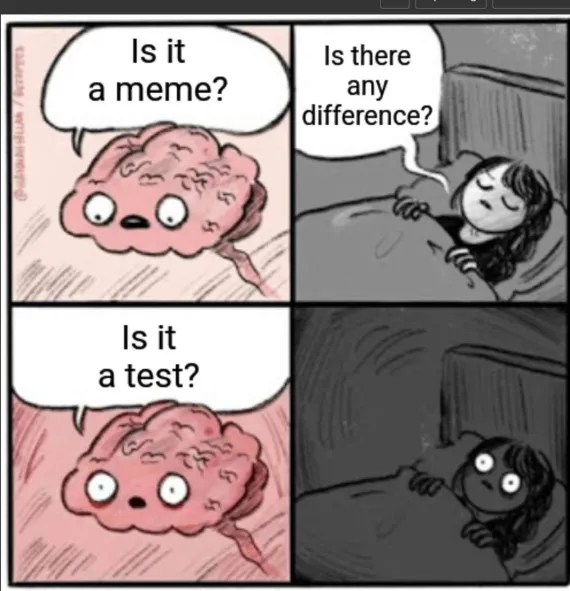 Is it
a meme?
Is there
any
difference?
Is it
a test?